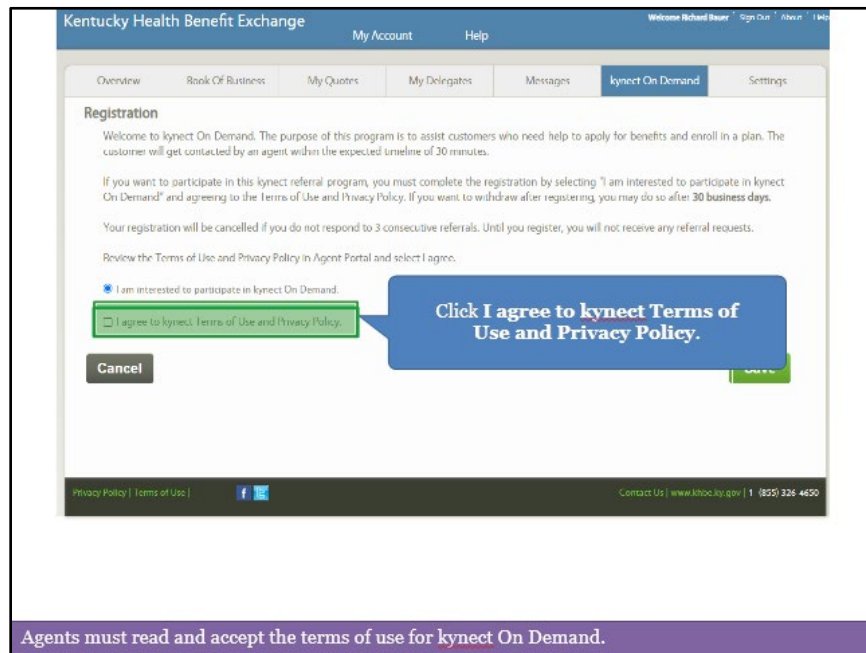 Kentucky Health Benefit Exchange
Welcome Richard Bauer Sign Out About Help
My Account Help
Overview Book Of Business My Quotes My Delegates Messages kynect On Demand Settings
Registration
Welcome to kynect On Demand. The purpose of this program is to assist customers who need help to apply for benefits and enroll in a plan. The
customer will get contacted by an agent within the expected timeline of 30 minutes.
If you want to participate in this kynect referral program, you must complete the registration by selecting "I am interested to participate in kynect
On Demand" and agreeing to the Terms of Use and Privacy Policy. If you want to withdraw after registering, you may do so after 30 business days.
Your registration will be cancelled if you do not respond to 3 consecutive referrals. Until you register, you will not receive any referral requests.
Review the Terms of Use and Privacy Policy in Agent Portal and select I agree.
I am interested to participate in kynect On Demand.
I agree to kynect Terms of Use and Privacy Policy.
Click I agree to kynect Terms of
Use and Privacy Policy.
Cancel
Save
Privacy Policy | Terms of Use |
Contact Us | www.khbe.ky.gov | 1 (855) 326 4650
Agents must read and accept the terms of use for kynect On Demand.